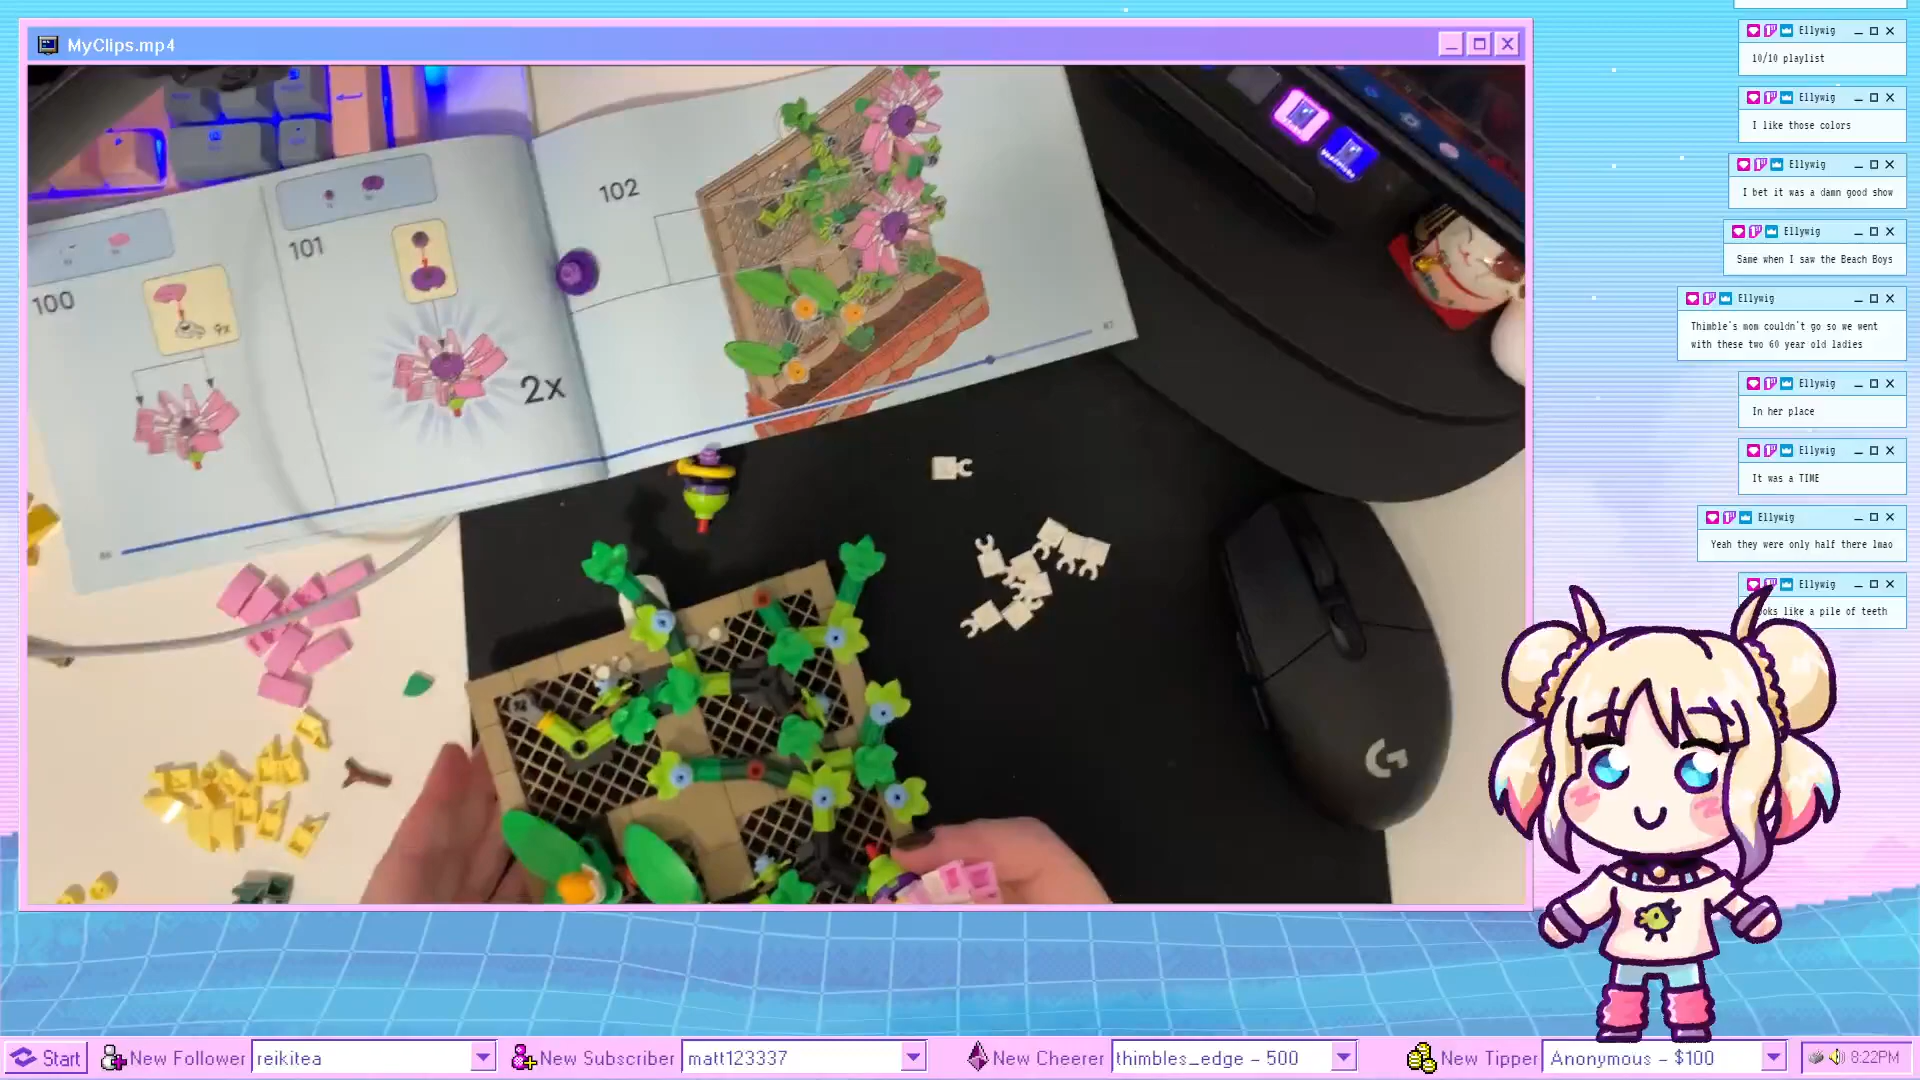 MyClips.mp4
100
9x
101
2x
102
86
87
G
Ellywig
10/10 playlist
Ellywig
I like those colors
Ellywig
I bet it was a damn good show
Ellywig
Same when I saw the Beach Boys
Ellywig
Thimble's mom couldn't go so we went
with these two 60 year old ladies
Ellywig
In her place
Ellywig
It was a TIME
Ellywig
Yeah they were only half there lmao
Ellywig
ooks like a pile of teeth
Start
New Follower
reikitea
New Subscriber
matt123337
New Cheerer
thimbles_edge - 500
New Tipper
Anonymous - $100
8:22PM